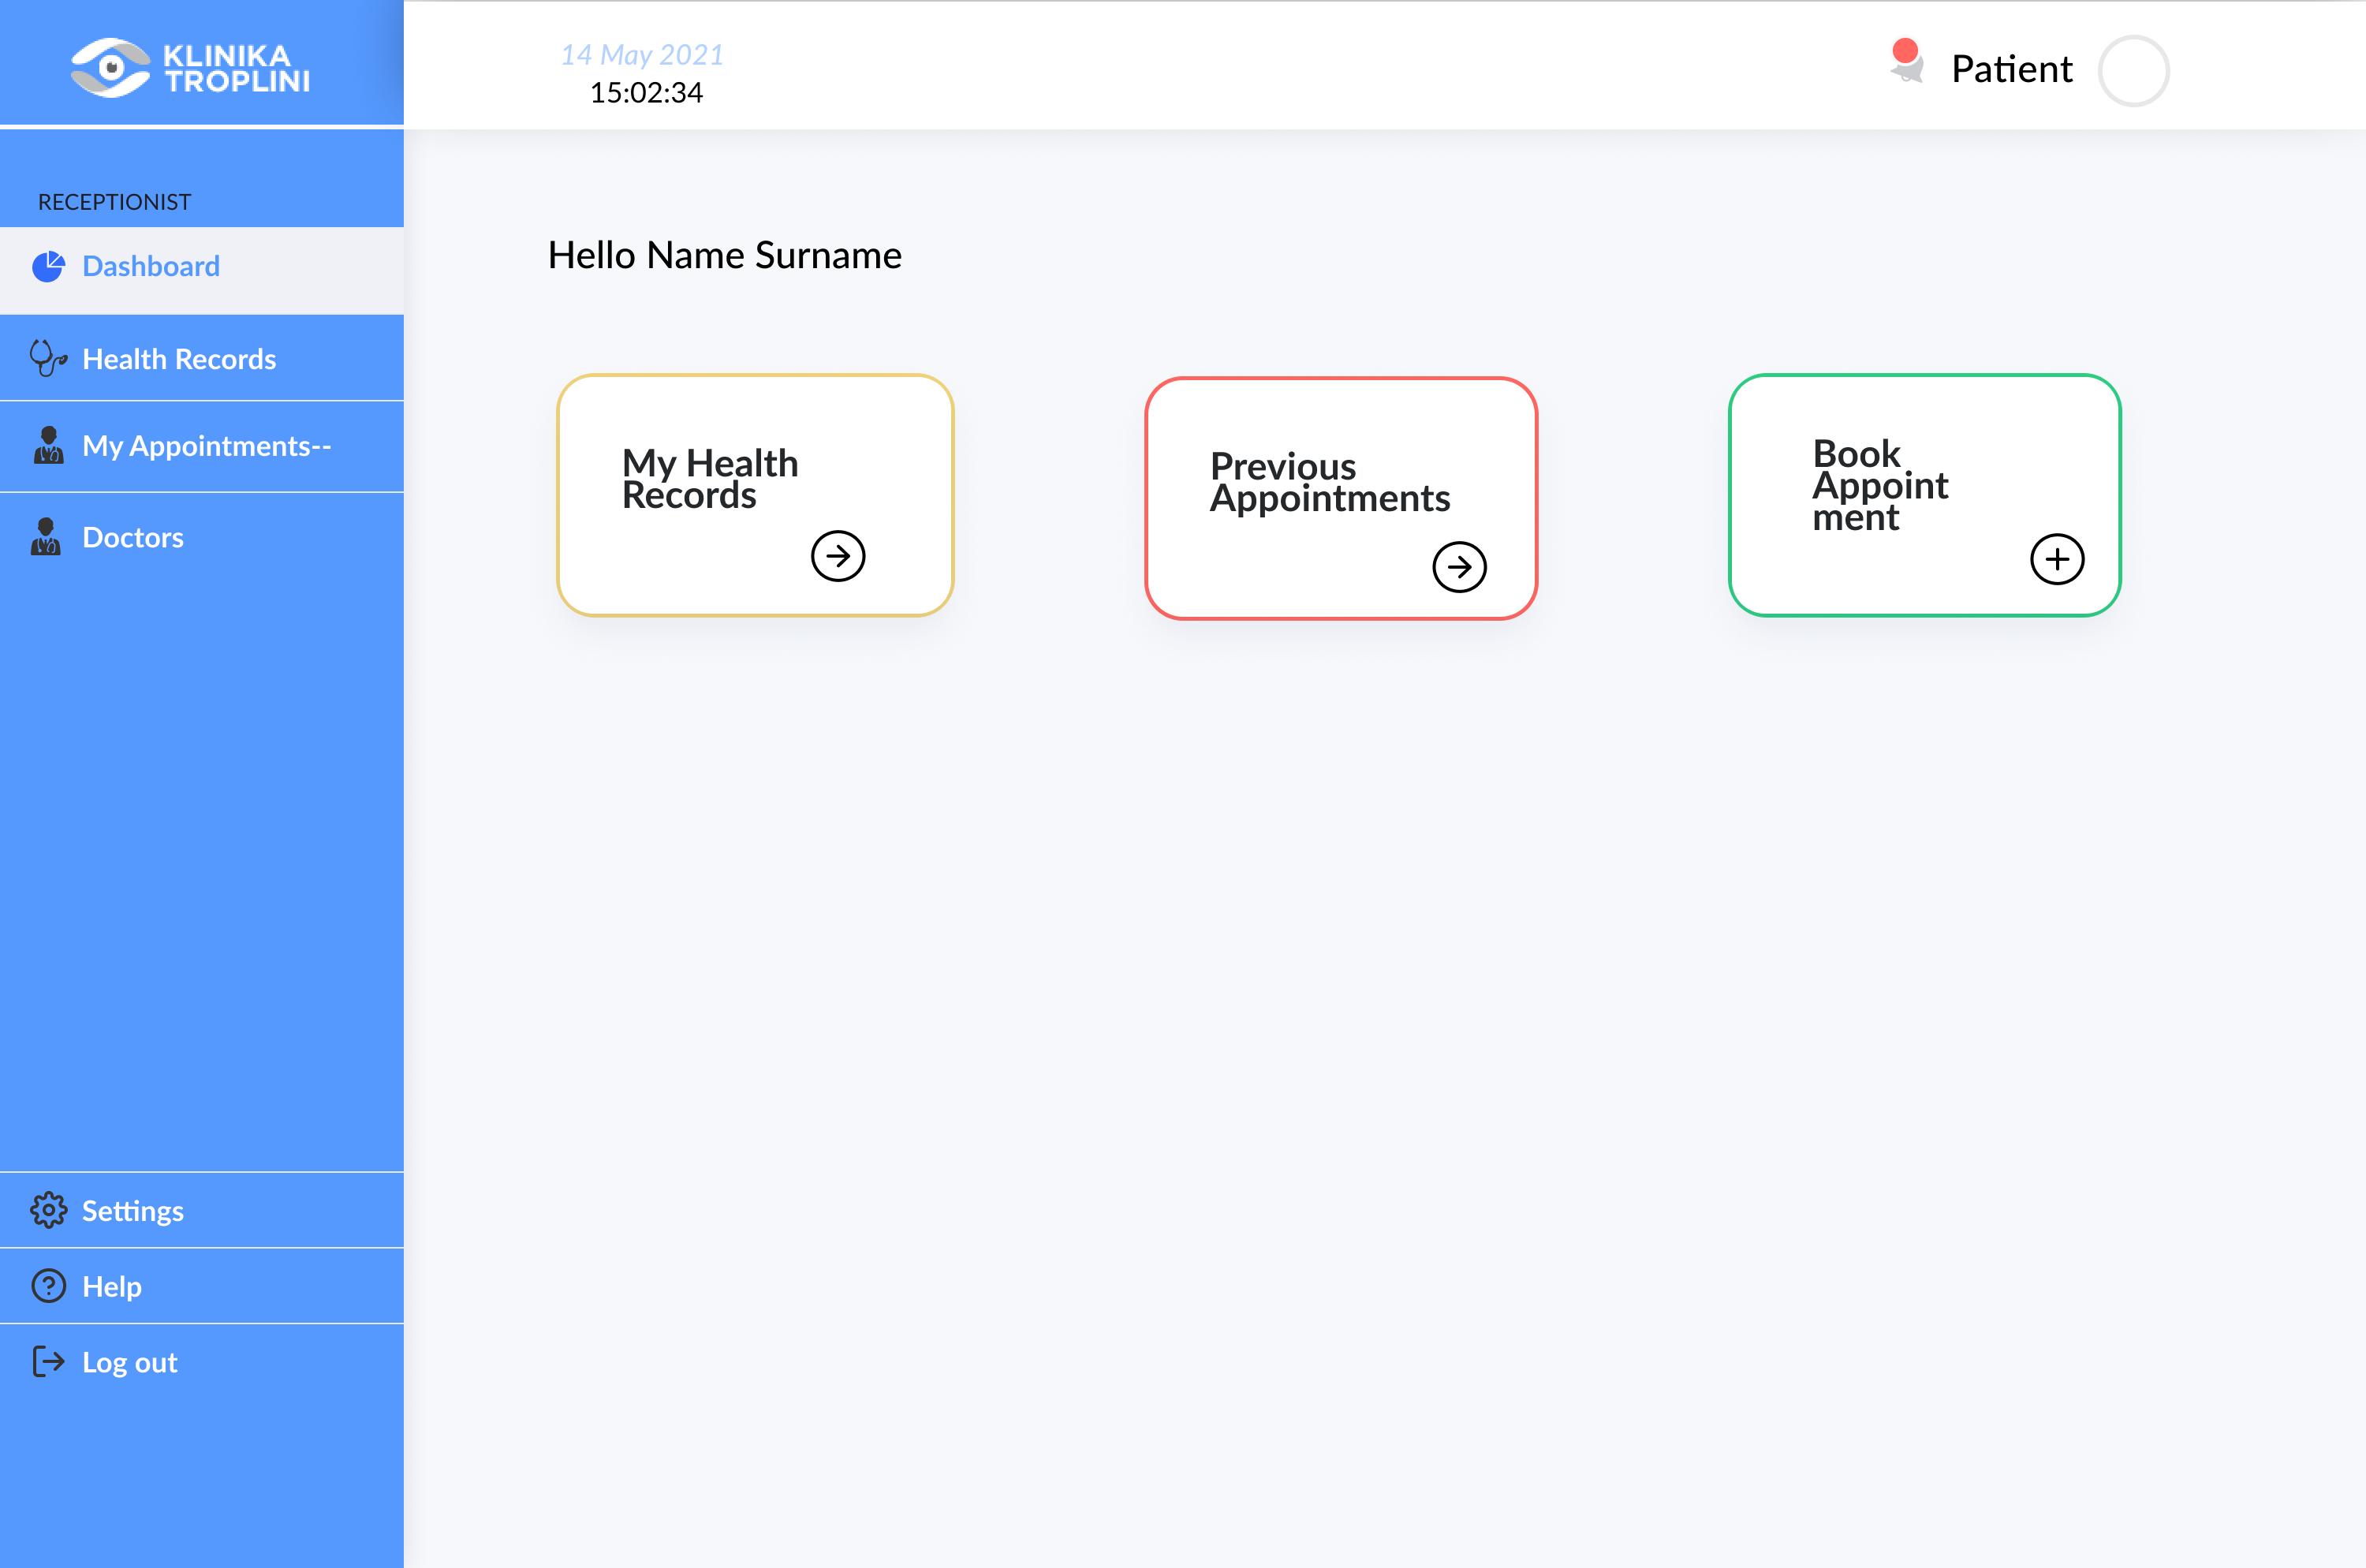 KLINIKA
TROPLINI
14 May 2021
15:02:34
Patient
RECEPTIONIST
Dashboard
Health Records
My Appointments--
Doctors
Settings
Help
Log out
Hello Name Surname
My Health
Records
Previous
Appointments
Book
Appoint
ment